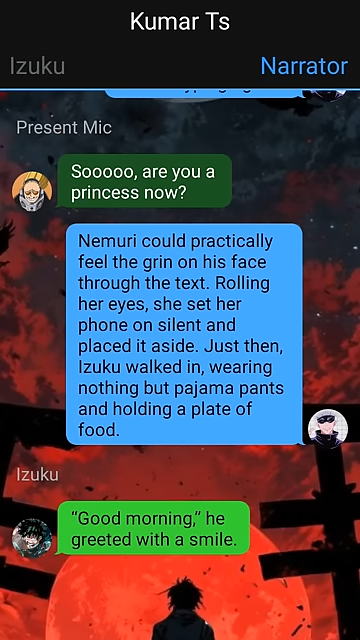 Kumar Ts
Izuku
Narrator
Present Mic
Sooooo, are you a
princess now?
Nemuri could practically
feel the grin on his face
through the text. Rolling
her eyes, she set her
phone on silent and
placed it aside. Just then,
Izuku walked in, wearing
nothing but pajama pants
and holding a plate of
food.
Izuku
“Good morning,” he
greeted with a smile.